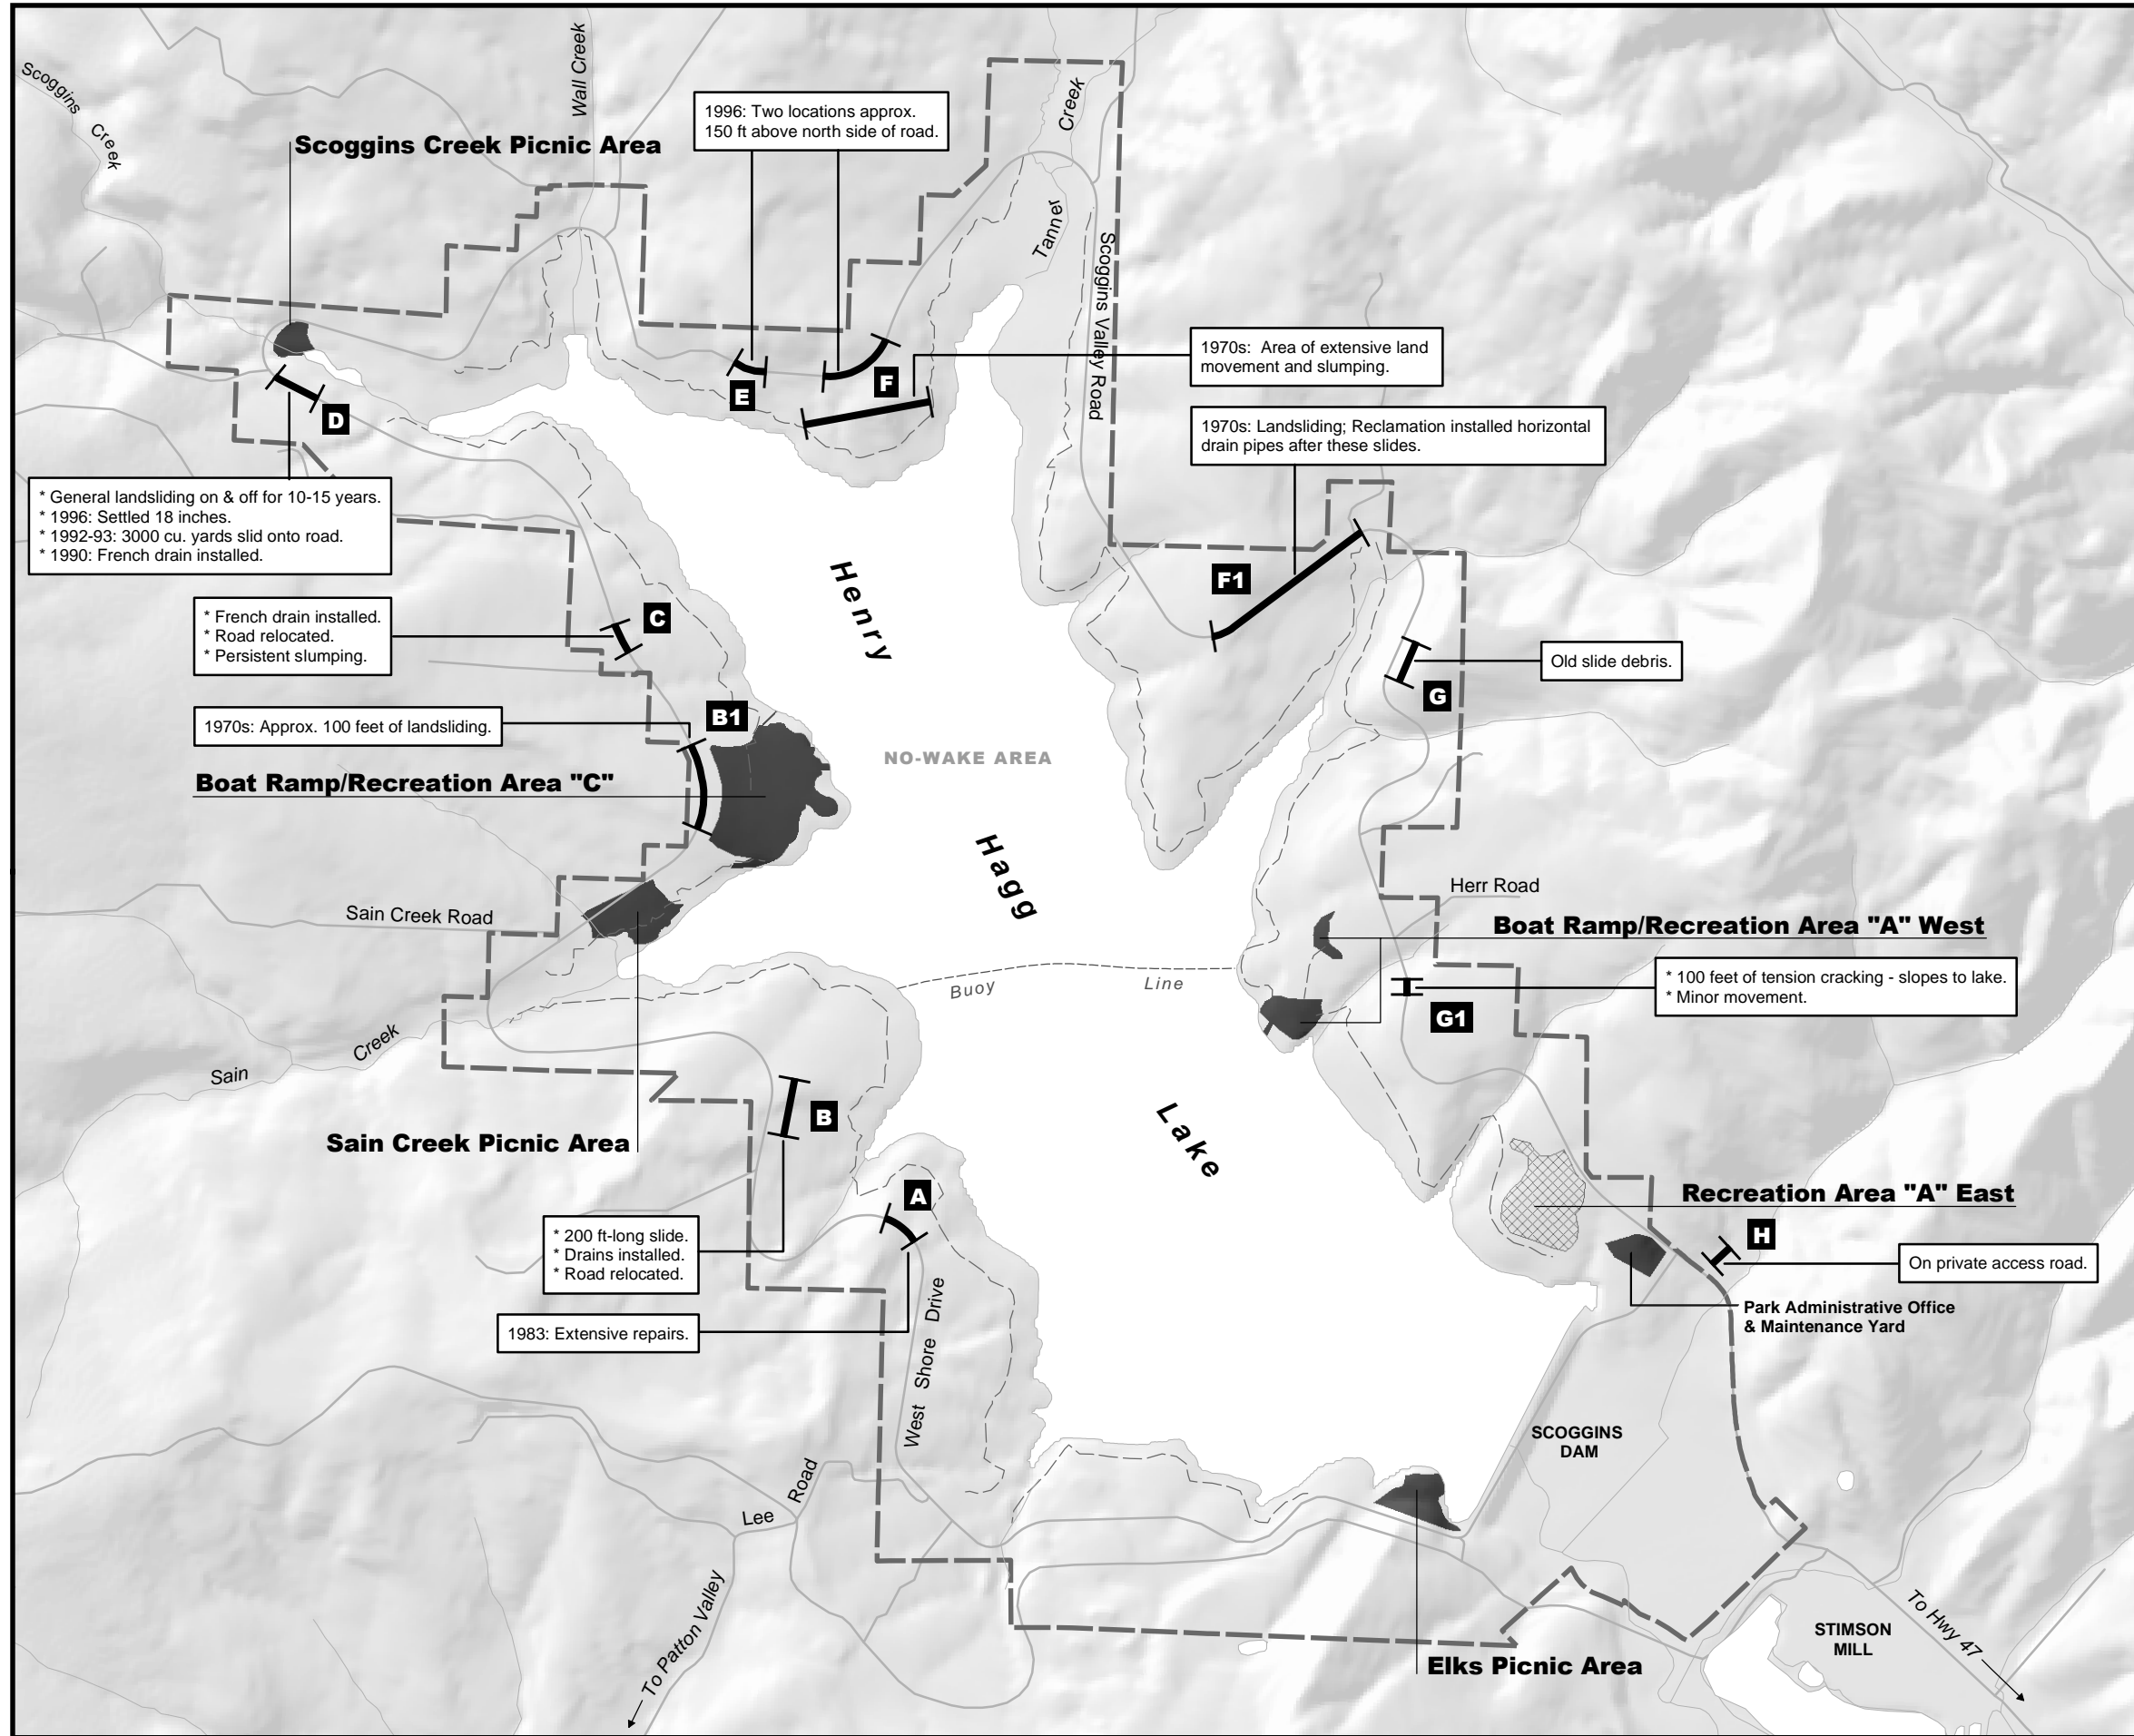 Scoggins
Creek
Wall Creek
Scoggins Creek Picnic Area
1996: Two locations approx.
150 ft above north side of road.
Creek
Tanner
Scoggins Valley Road
1970s: Area of extensive land
movement and slumping.
E
F
D
1970s: Landsliding; Reclamation installed horizontal
drain pipes after these slides.
* General landsliding on & off for 10-15 years.
* 1996: Settled 18 inches.
* 1992-93: 3000 cu. yards slid onto road.
* 1990: French drain installed.
F1
Henry
* French drain installed.
* Road relocated.
* Persistent slumping.
C
Old slide debris.
G
1970s: Approx. 100 feet of landsliding.
B1
NO-WAKE AREA
Boat Ramp/Recreation Area "C"
Hagg
Herr Road
Sain Creek Road
Boat Ramp/Recreation Area "A" West
* 100 feet of tension cracking - slopes to lake.
* Minor movement.
Buoy Line
G1
Sain Creek
B
Lake
Sain Creek Picnic Area
A
Recreation Area "A" East
H
* 200 ft-long slide.
* Drains installed.
* Road relocated.
On private access road.
Park Administrative Office
& Maintenance Yard
1983: Extensive repairs.
West Shore Drive
SCOGGINS
DAM
Lee Road
To Patton Valley
To Hwy 47
STIMSON
MILL
Elks Picnic Area